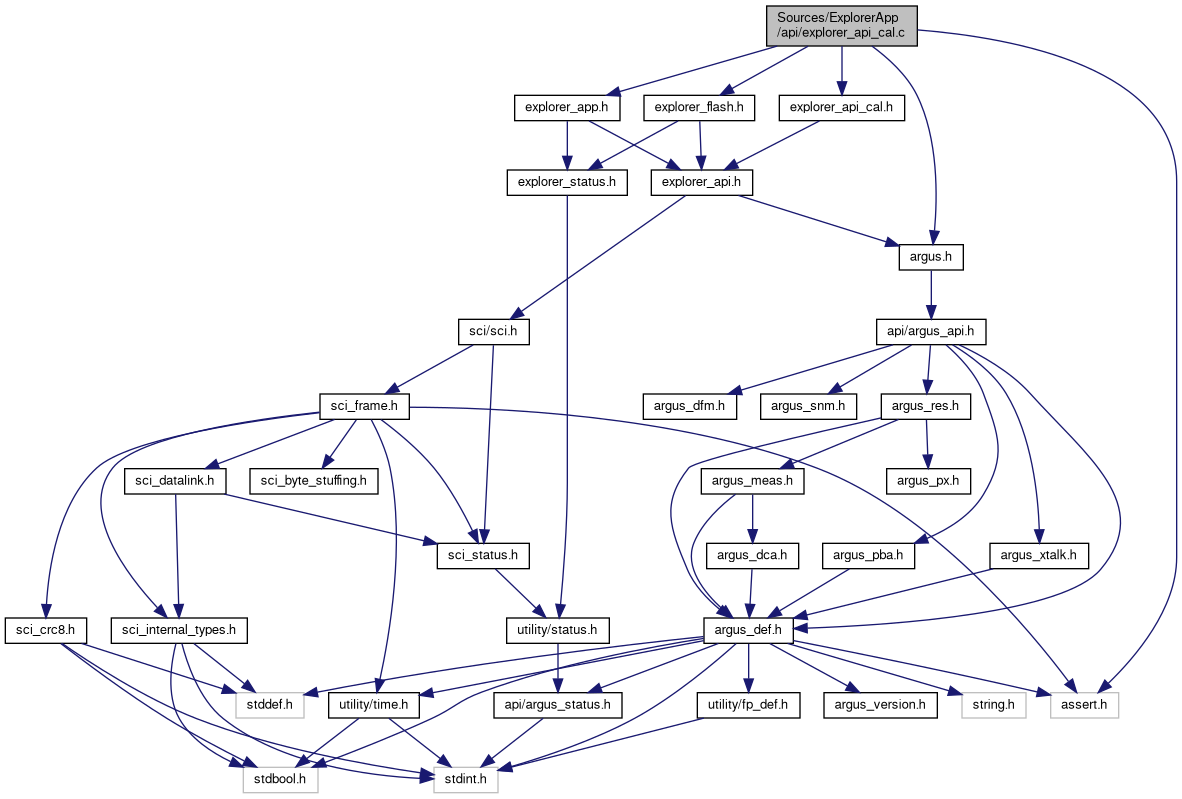 Sources/ExplorerApp
/api/explorer_api_cal.c
explorer_app.h
explorer_flash.h
explorer_api_cal.h
explorer_status.h
explorer_api.h
argus.h
sci/sci.h
api/argus_api.h
sci_frame.h
argus_dfm.h
argus_snm.h
argus_res.h
sci_datalink.h
sci_byte_stuffing.h
argus_meas.h
argus_px.h
sci_status.h
argus_dca.h
argus_pba.h
argus_xtalk.h
sci_crc8.h
sci_internal_types.h
utility/status.h
argus_def.h
stddef.h
utility/time.h
api/argus_status.h
utility/fp_def.h
argus_version.h
string.h
assert.h
stdbool.h
stdint.h